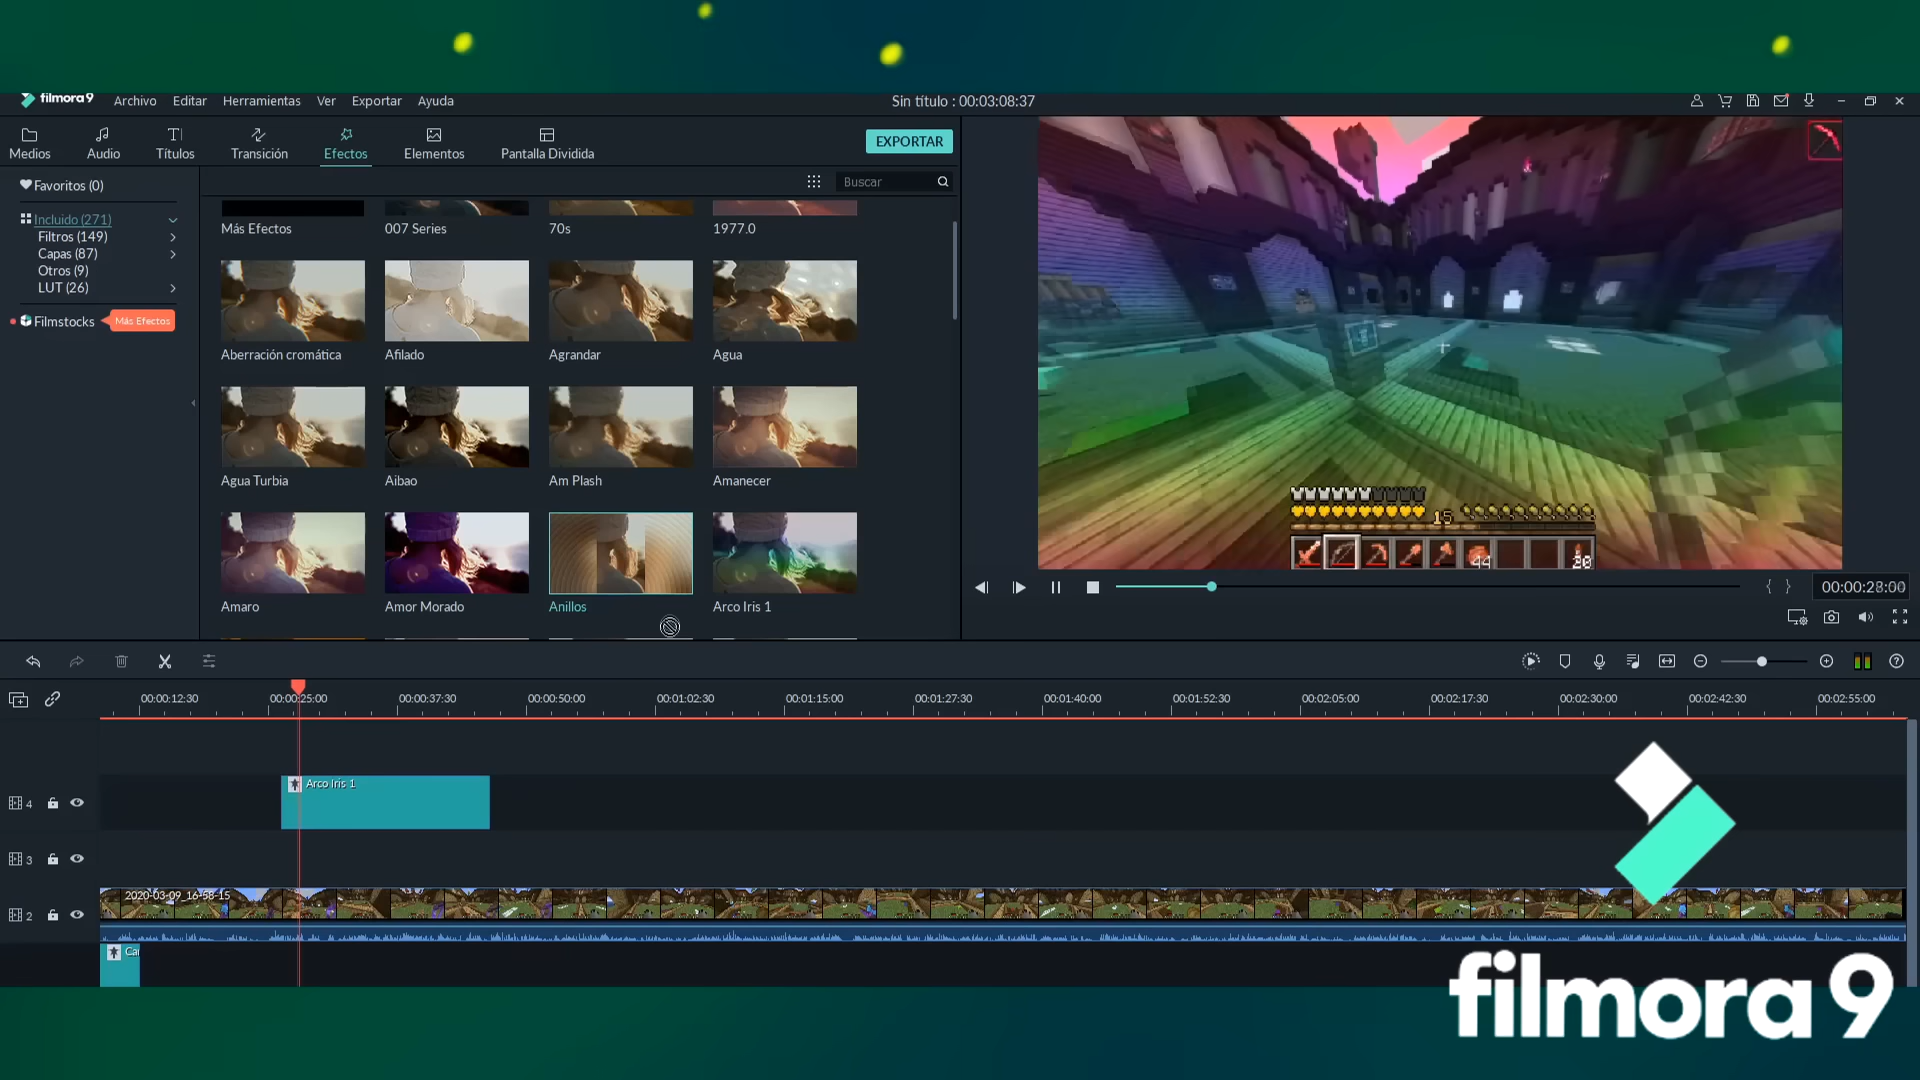 filmora 9 Archivo Editar Herramientas Ver Exportar Ayuda Sin título : 00:03:08:37
Medios Audio Títulos Transición Efectos Elementos Pantalla Dividida EXPORTAR
Favoritos (0)
Buscar
Incluido (271)
Filtros (149)
Capas (87)
Otros (9)
LUT (26)
Filmstocks Más Efectos
Más Efectos 007 Series 70s 1977.0
Aberración cromática Afilado Agrandar Agua
Agua Turbia Aibao Am Plash Amanecer
Amaro Amor Morado Anillos Arco Iris 1
15
44
00:00:28:00
00:00:12:30 00:00:25:00 00:00:37:30 00:00:50:00 00:01:02:30 00:01:15:00 00:01:27:30 00:01:40:00 00:01:52:30 00:02:05:00 00:02:17:30 00:02:30:00 00:02:42:30 00:02:55:00
4 Arco Iris 1
3
2020-03-09_16-58-15
2
filmora 9